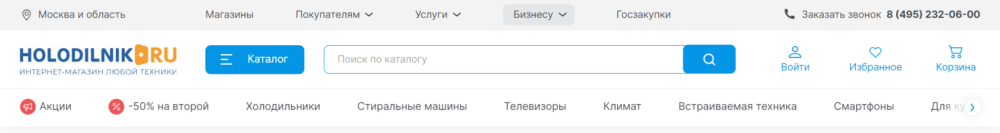 Москва и область Магазины Покупателям Услуги Бизнесу Госзакупки Заказать звонок 8 (495) 232-06-00
HOLODILNIK RU
ИНТЕРНЕТ-МАГАЗИН ЛЮБОЙ ТЕХНИКИ
Каталог
Поиск по каталогу
Войти Избранное Корзина
Акции -50% на второй Холодильники Стиральные машины Телевизоры Климат Встраиваемая техника Смартфоны Для ку